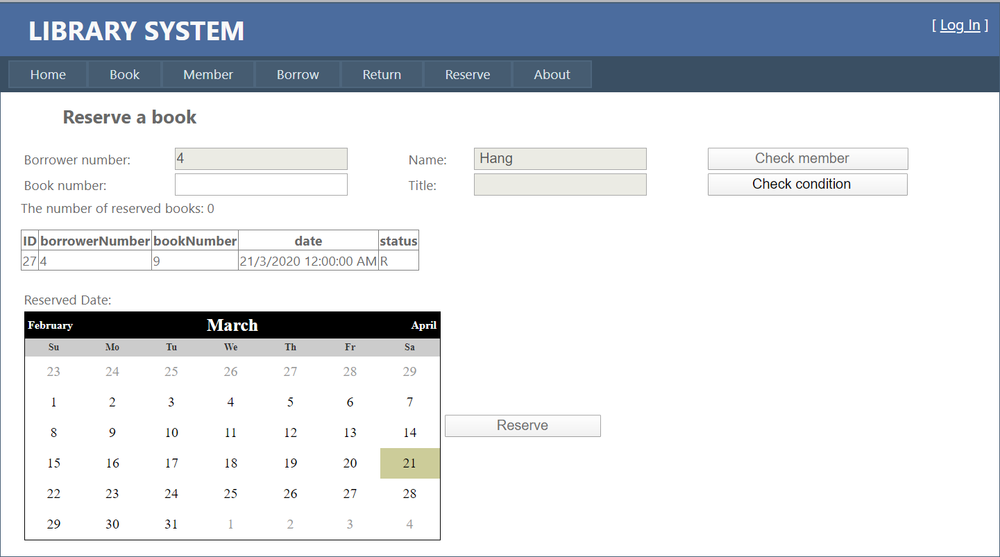 LIBRARY SYSTEM
[ Log In ]
Home Book Member Borrow Return Reserve About
Reserve a book
Borrower number: 4 Name: Hang Check member
Book number: Title: Check condition
The number of reserved books: 0
ID borrowerNumber bookNumber date status
27 4 9 21/3/2020 12:00:00 AM R
Reserved Date:
February March April
Su Mo Tu We Th Fr Sa
23 24 25 26 27 28 29
1 2 3 4 5 6 7
8 9 10 11 12 13 14
Reserve
15 16 17 18 19 20 21
22 23 24 25 26 27 28
29 30 31 1 2 3 4